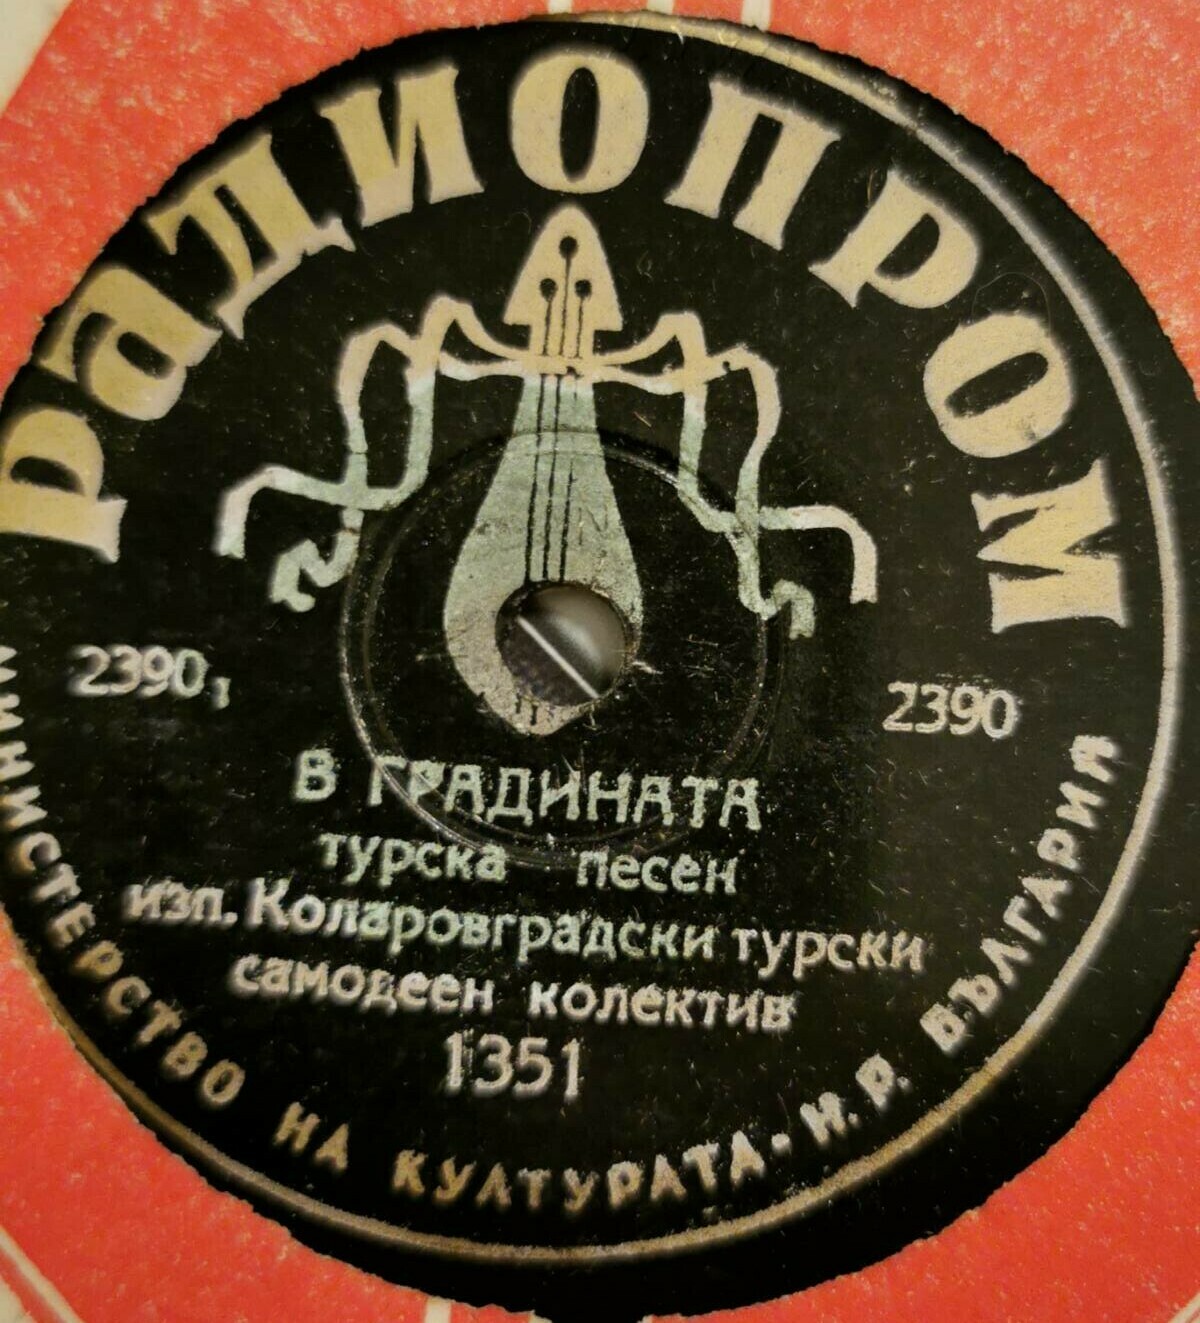 радиопром
2390,
2390
В ГРАДИНАТА
турска песен
изп. Коларовградски турски
самодеен колектив
1351
МИНИСТЕРСТВО НА КУЛТУРАТА - Н. Р. БЪЛГАРИЯ